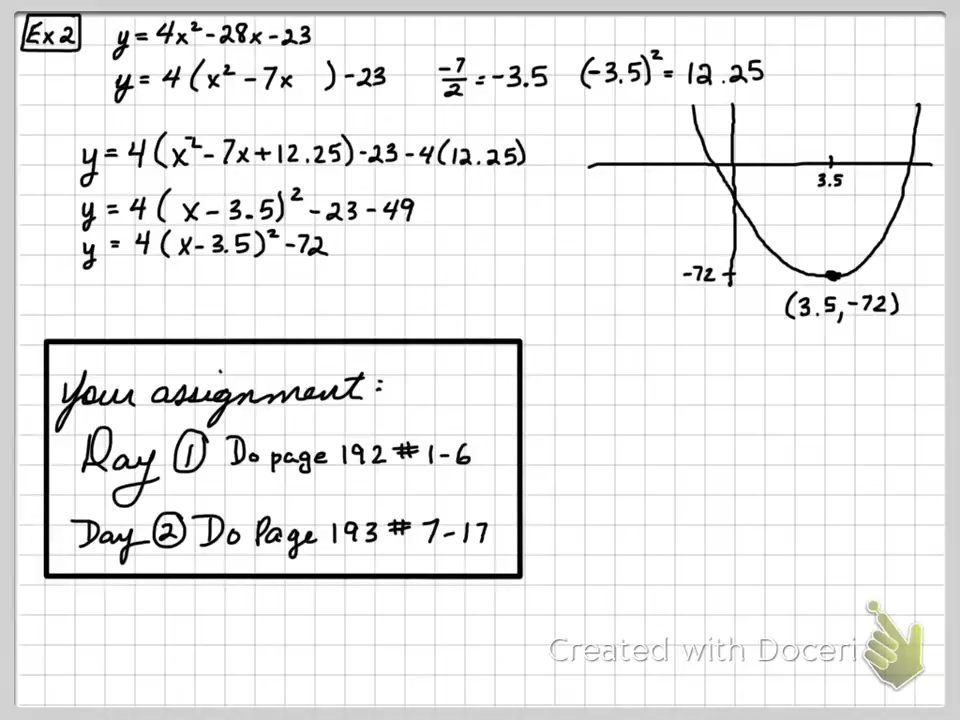 Ex 2 y = 4x² - 28x - 23
y = 4 ( x² - 7x ) - 23 -7/2 = -3.5 (-3.5)² = 12.25
y = 4 ( x² - 7x + 12.25 ) - 23 - 4 ( 12.25 )
y = 4 ( x - 3.5 )² - 23 - 49
y = 4 ( x - 3.5 )² - 72
3.5
-72
(3.5, -72)
Your assignment:
Day 1 Do page 192 # 1-6
Day 2 Do Page 193 # 7-17
Created with Doceri